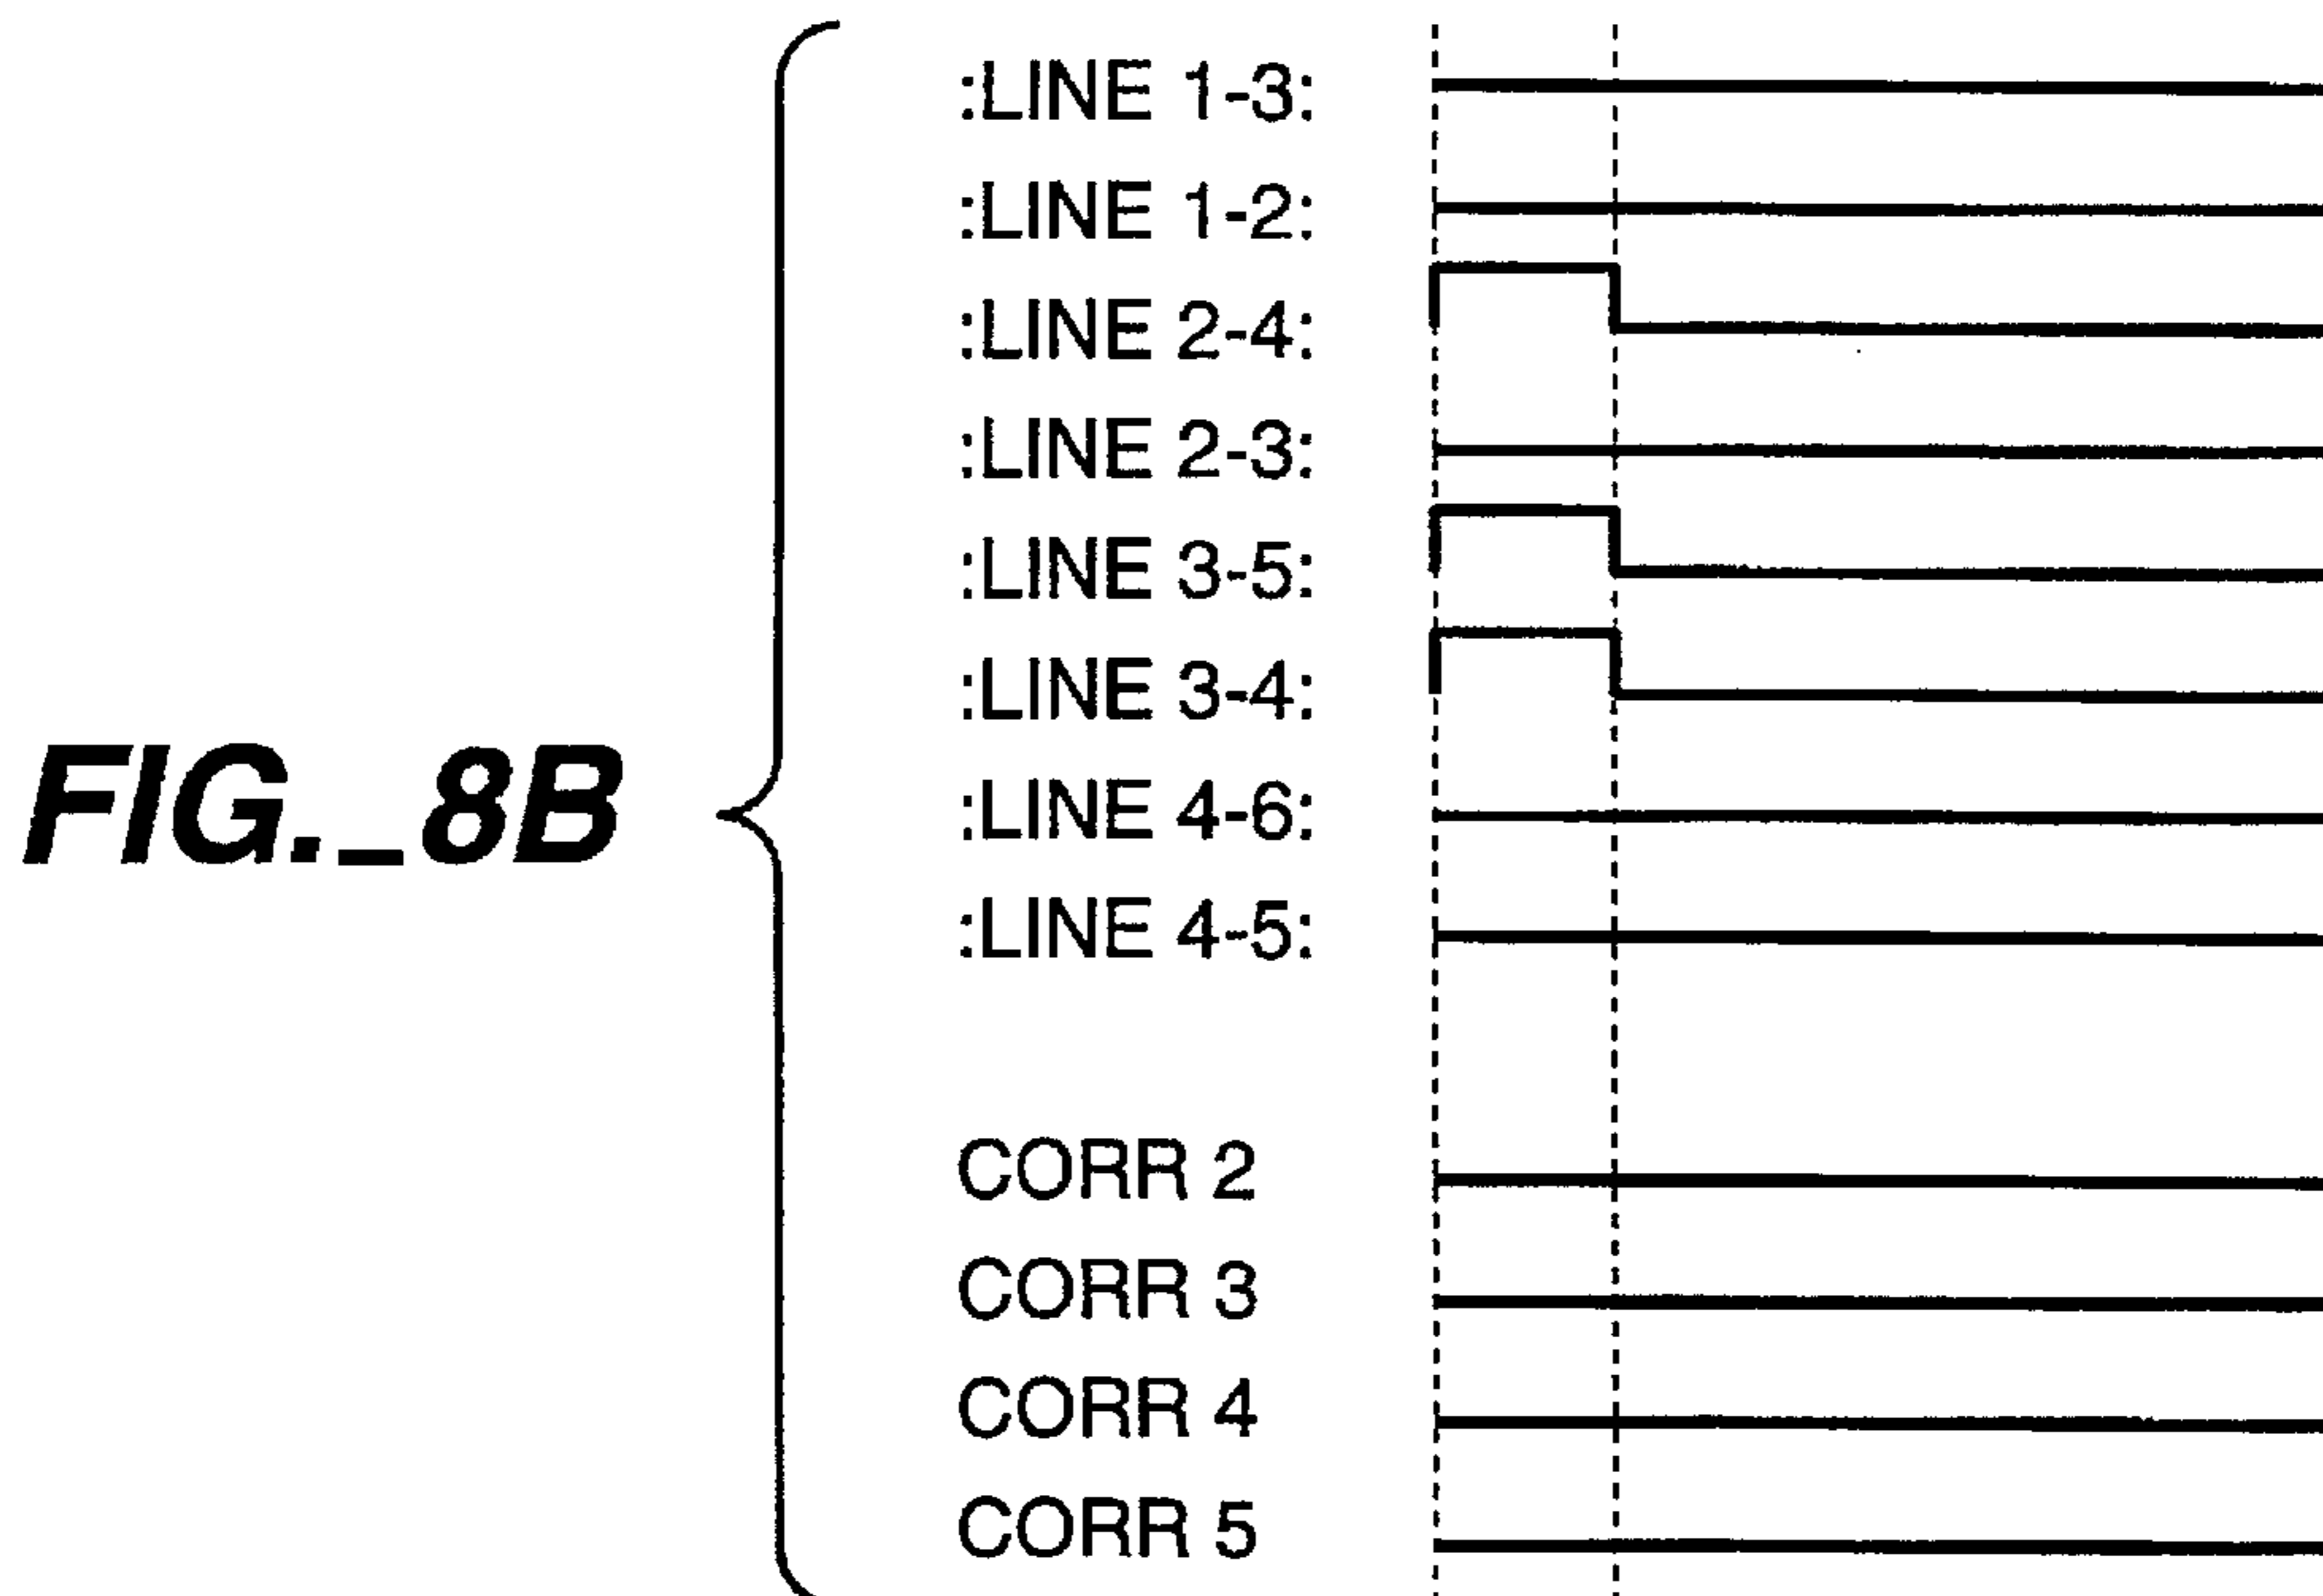 :LINE 1-3:
:LINE 1-2:
:LINE 2-4:
:LINE 2-3:
:LINE 3-5:
:LINE 3-4:
FIG._8B
:LINE 4-6:
:LINE 4-5:
CORR 2
CORR 3
CORR 4
CORR 5